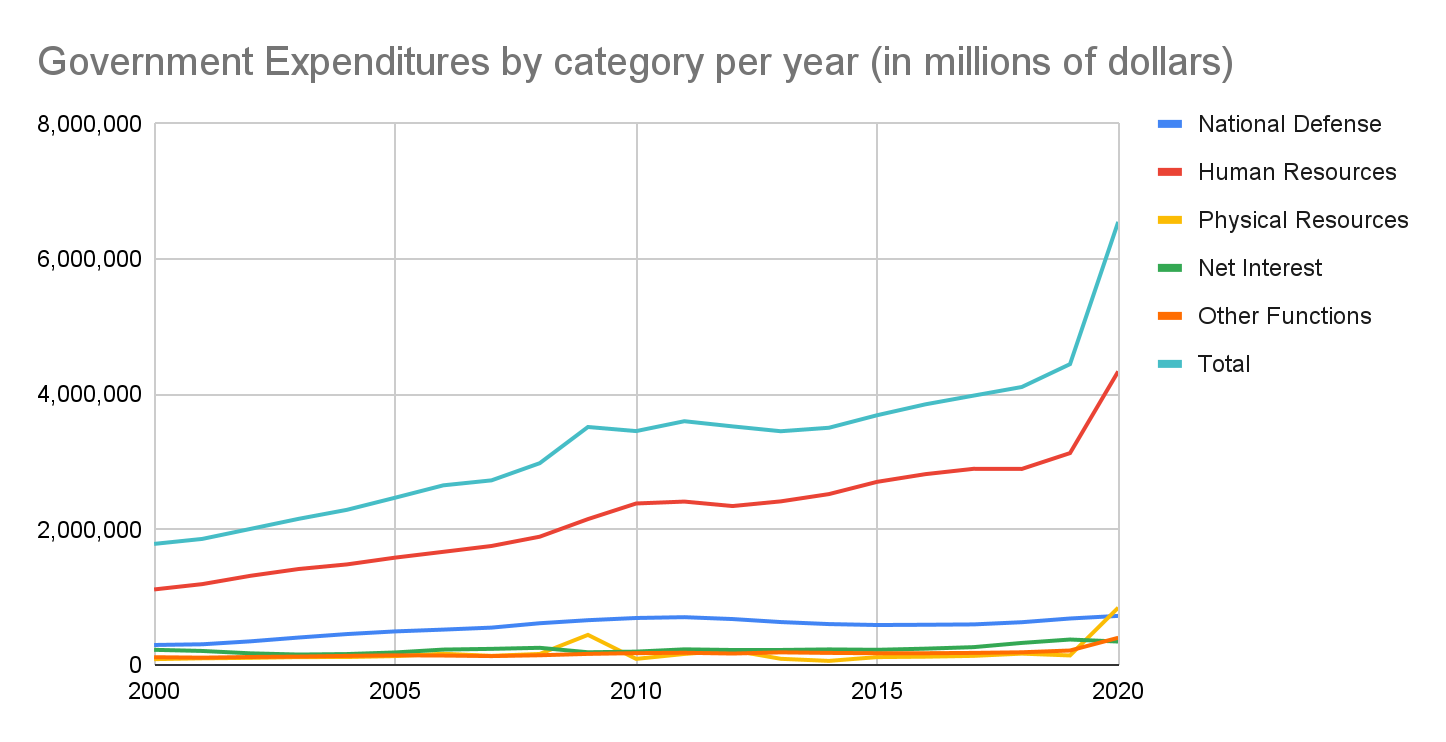 Government Expenditures by category per year (in millions of dollars)
8,000,000
6,000,000
4,000,000
2,000,000
0
2000 2005 2010 2015 2020
National Defense
Human Resources
Physical Resources
Net Interest
Other Functions
Total